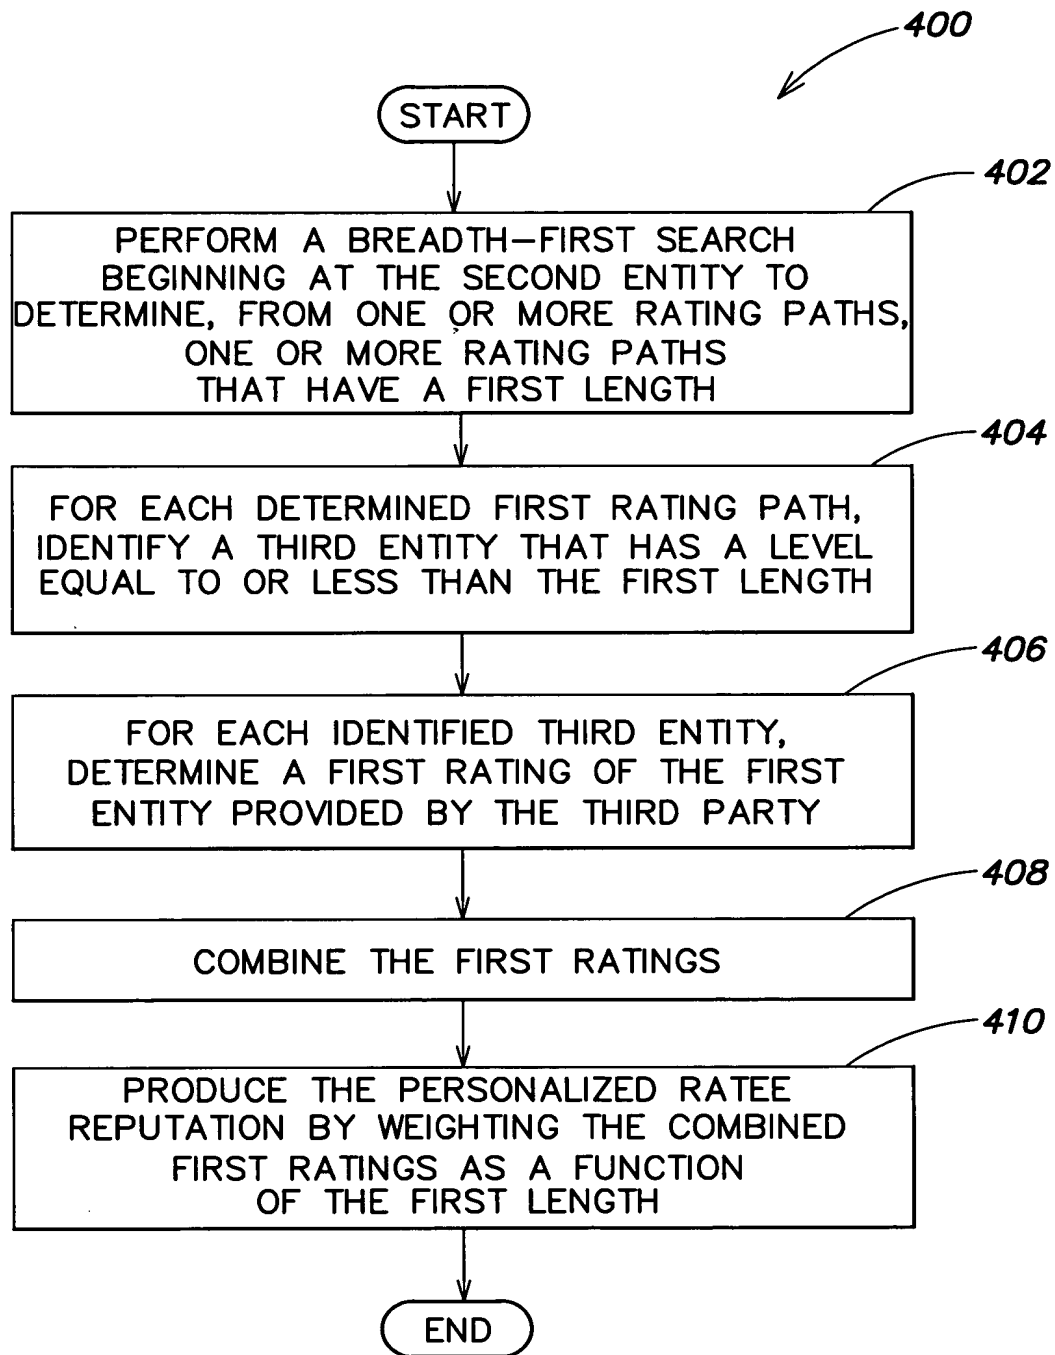 400
START
402
PERFORM A BREADTH-FIRST SEARCH
BEGINNING AT THE SECOND ENTITY TO
DETERMINE, FROM ONE OR MORE RATING PATHS,
ONE OR MORE RATING PATHS
THAT HAVE A FIRST LENGTH
404
FOR EACH DETERMINED FIRST RATING PATH,
IDENTIFY A THIRD ENTITY THAT HAS A LEVEL
EQUAL TO OR LESS THAN THE FIRST LENGTH
406
FOR EACH IDENTIFIED THIRD ENTITY,
DETERMINE A FIRST RATING OF THE FIRST
ENTITY PROVIDED BY THE THIRD PARTY
408
COMBINE THE FIRST RATINGS
410
PRODUCE THE PERSONALIZED RATEE
REPUTATION BY WEIGHTING THE COMBINED
FIRST RATINGS AS A FUNCTION
OF THE FIRST LENGTH
END